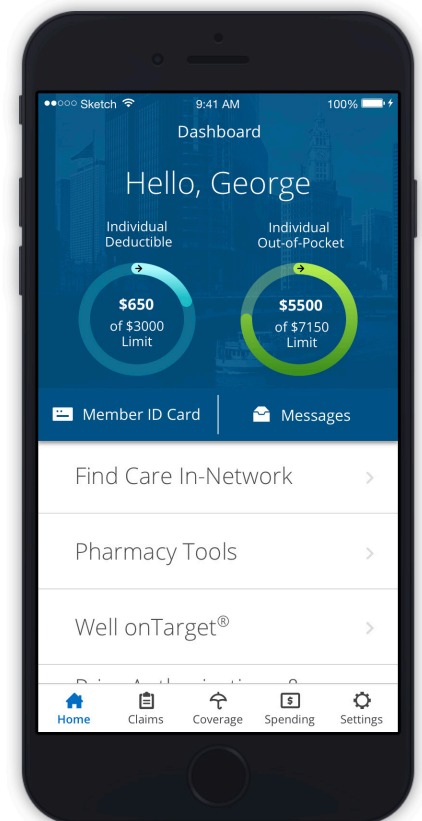 Sketch 9:41 AM 100%
Dashboard
Hello, George
Individual
Deductible
Individual
Out-of-Pocket
$650
of $3000
Limit
$5500
of $7150
Limit
Member ID Card
Messages
Find Care In-Network
Pharmacy Tools
Well onTarget®
Home Claims Coverage Spending Settings